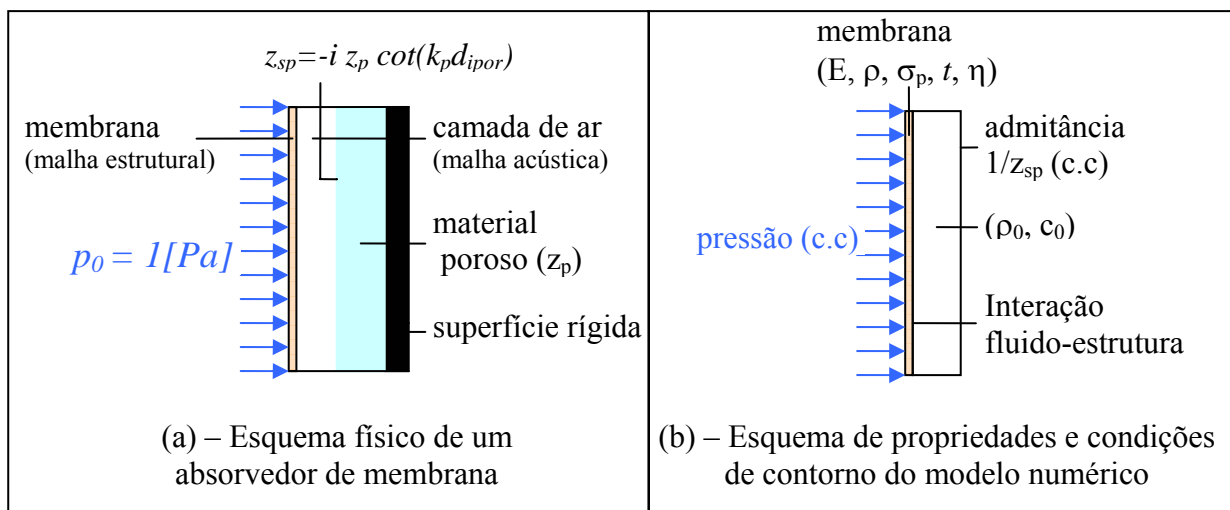 z_sp=-i z_p cot(k_p d_ipor)
membrana
(malha estrutural)
camada de ar
(malha acústica)
p_0 = 1[Pa]
material
poroso (z_p)
superfície rígida
(a) – Esquema físico de um
absorvedor de membrana
membrana
(E, ρ, σ_p, t, η)
admitância
1/z_sp (c.c)
pressão (c.c)
(ρ_0, c_0)
Interação
fluido-estrutura
(b) – Esquema de propriedades e condições
de contorno do modelo numérico